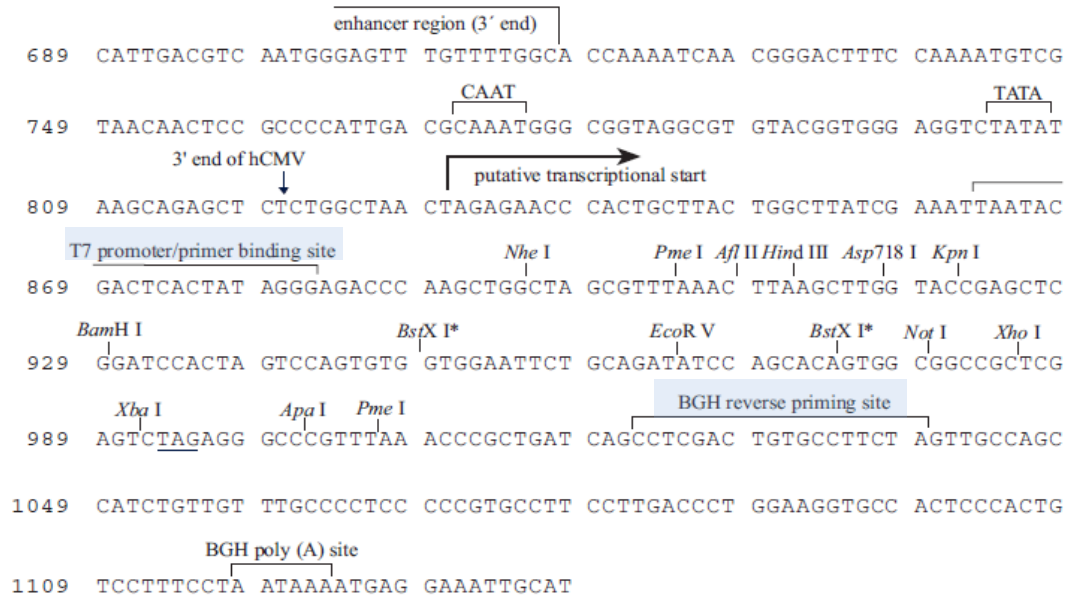 enhancer region (3´ end)
689 CATTGACGTC AATGGGAGTT TGTTTTGGCA CCAAAATCAA CGGGACTTTC CAAAATGTCG
CAAT TATA
749 TAACAACTCC GCCCCATTGA CGCAAATGGG CGGTAGGCGT GTACGGTGGG AGGTCTATAT
3' end of hCMV
putative transcriptional start
809 AAGCAGAGCT CTCTGGCTAA CTAGAGAACC CACTGCTTAC TGGCTTATCG AAATTAATAC
T7 promoter/primer binding site Nhe I Pme I Afl II Hind III Asp718 I Kpn I
869 GACTCACTAT AGGGAGACCC AAGCTGGCTA GCGTTTAAAC TTAAGCTTGG TACCGAGCTC
BamH I BstX I* EcoR V BstX I* Not I Xho I
929 GGATCCACTA GTCCAGTGTG GTGGAATTCT GCAGATATCC AGCACAGTGG CGGCCGCTCG
Xba I Apa I Pme I BGH reverse priming site
989 AGTCTAGAGG GCCCGTTTAA ACCCGCTGAT CAGCCTCGAC TGTGCCTTCT AGTTGCCAGC
1049 CATCTGTTGT TTGCCCCTCC CCCGTGCCTT CCTTGACCCT GGAAGGTGCC ACTCCCACTG
BGH poly (A) site
1109 TCCTTTCCTA ATAAAATGAG GAAATTGCAT